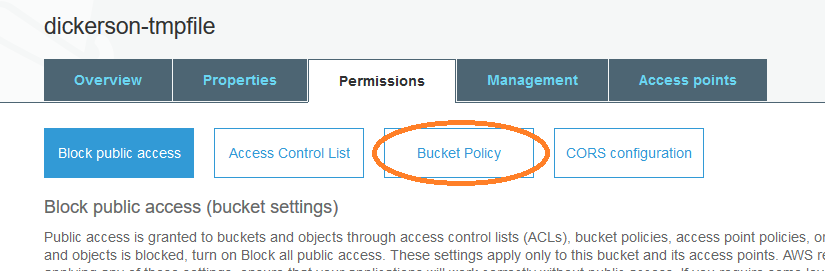 dickerson-tmpfile
Overview Properties Permissions Management Access points
Block public access Access Control List Bucket Policy CORS configuration
Block public access (bucket settings)
Public access is granted to buckets and objects through access control lists (ACLs), bucket policies, access point policies, or
and objects is blocked, turn on Block all public access. These settings apply only to this bucket and its access points. AWS re